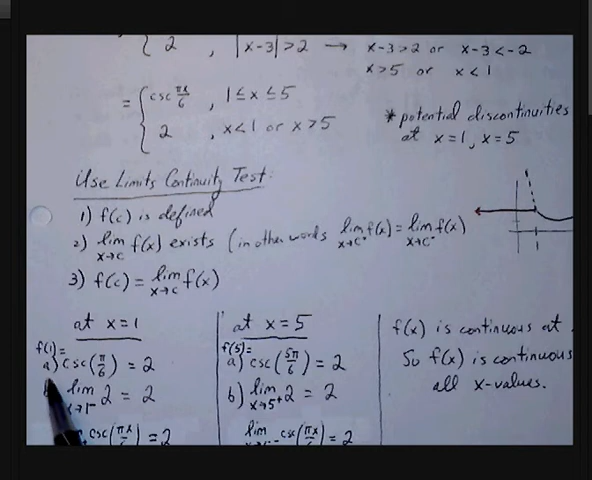 2 , |x-3|>2 → x-3>2 or x-3<-2
x>5 or x<1
= { csc πx/6 , 1≤x≤5
2 , x<1 or x>5
* potential discontinuities
at x=1, x=5
Use Limits Continuity Test:
1) f(c) is defined
2) lim x→c f(x) exists (in other words lim x→c⁺ f(x) = lim x→c⁻ f(x)
3) f(c) = lim x→c f(x)
1
at x=1
f(1)=
a) csc(π/6) = 2
lim x→1⁻ 2 = 2
csc(πx/6) = 2
at x=5
f(5)=
a) csc(5π/6) = 2
b) lim x→5⁺ 2 = 2
lim csc(πx/6) = 2
f(x) is continuous at
So f(x) is continuous
all x-values.